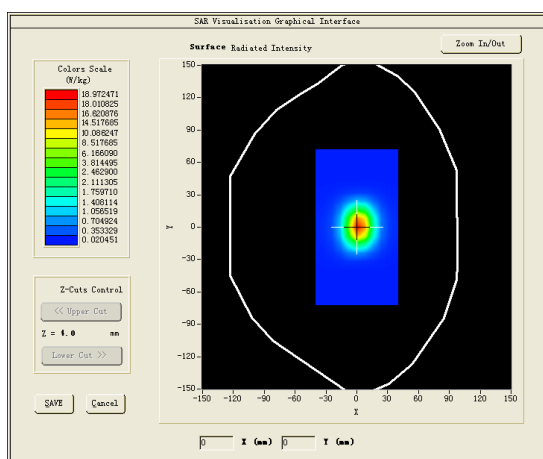 SAR Visualisation Graphical Interface
Surface Radiated Intensity
Zoom In/Out
Colors Scale
(W/kg)
18.972471
18.010825
16.620876
14.517685
10.086247
8.517685
6.166090
3.814495
2.462900
2.111305
1.759710
1.408114
1.056519
0.704924
0.353329
0.020451
Z-Cuts Control
<< Upper Cut
Z = 4.0 mm
Lower Cut >>
SAVE
Cancel
150
120
90
60
30
0
-30
-60
-90
-120
-150
Y
-150 -120 -90 -60 -30 0 30 60 90 120 150
X
0 X (mm) 0 Y (mm)